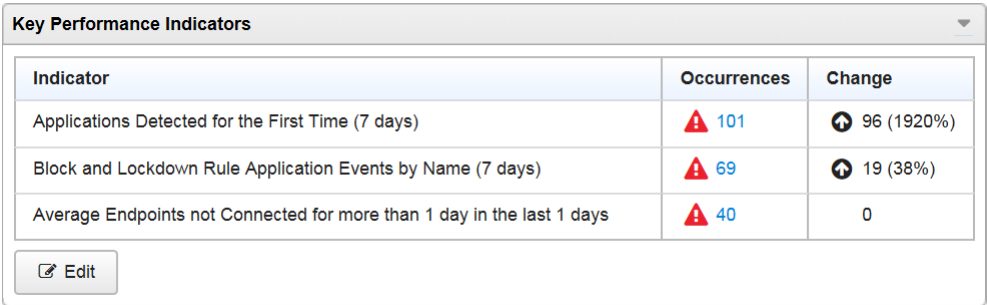 Key Performance Indicators
Indicator Occurrences Change
Applications Detected for the First Time (7 days) 101 96 (1920%)
Block and Lockdown Rule Application Events by Name (7 days) 69 19 (38%)
Average Endpoints not Connected for more than 1 day in the last 1 days 40 0
Edit